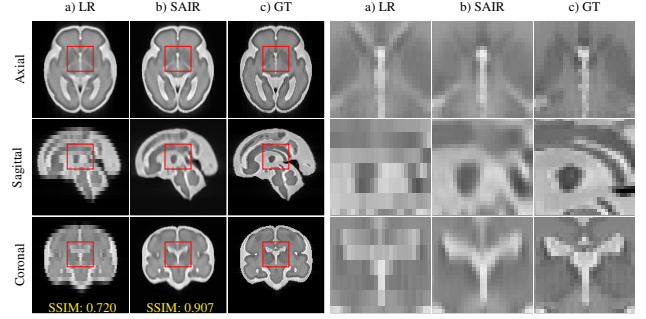 a) LR b) SAIR c) GT a) LR b) SAIR c) GT
Axial
Sagittal
Coronal
SSIM: 0.720 SSIM: 0.907